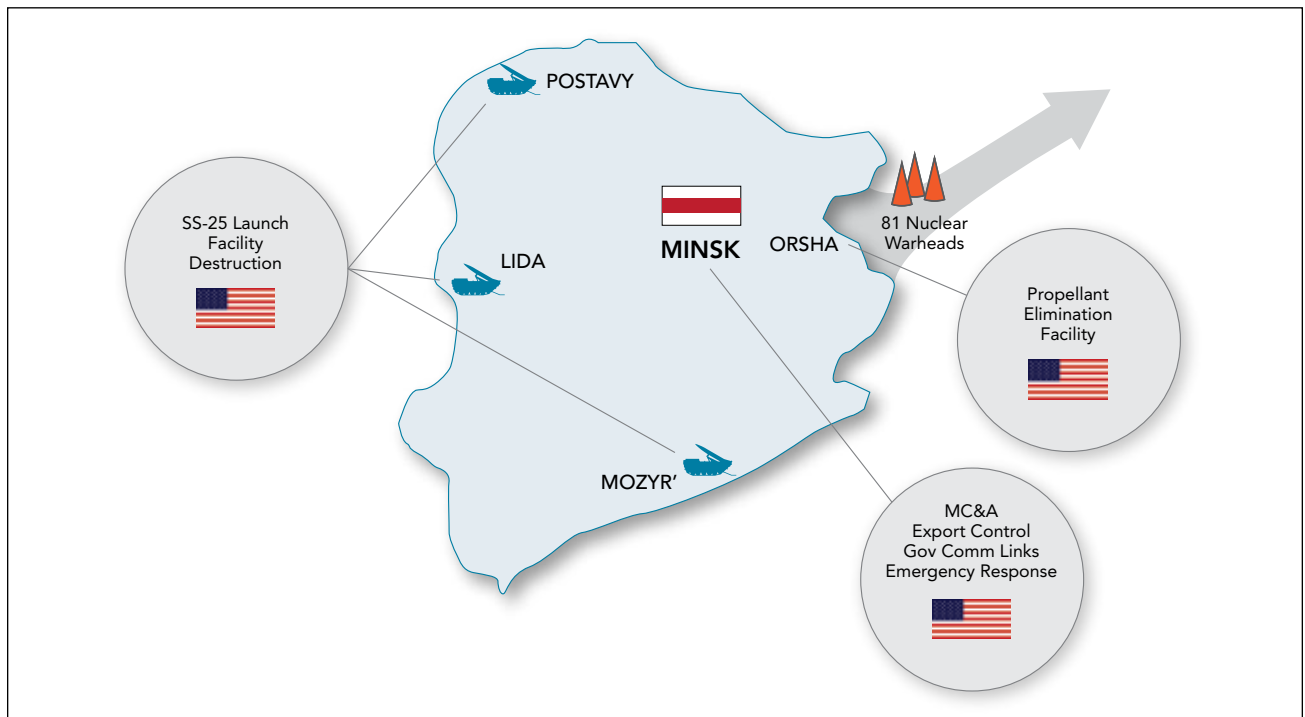 POSTAVY
SS-25 Launch
Facility
Destruction
LIDA
MINSK
ORSHA
81 Nuclear
Warheads
Propellant
Elimination
Facility
MOZYR’
MC&A
Export Control
Gov Comm Links
Emergency Response